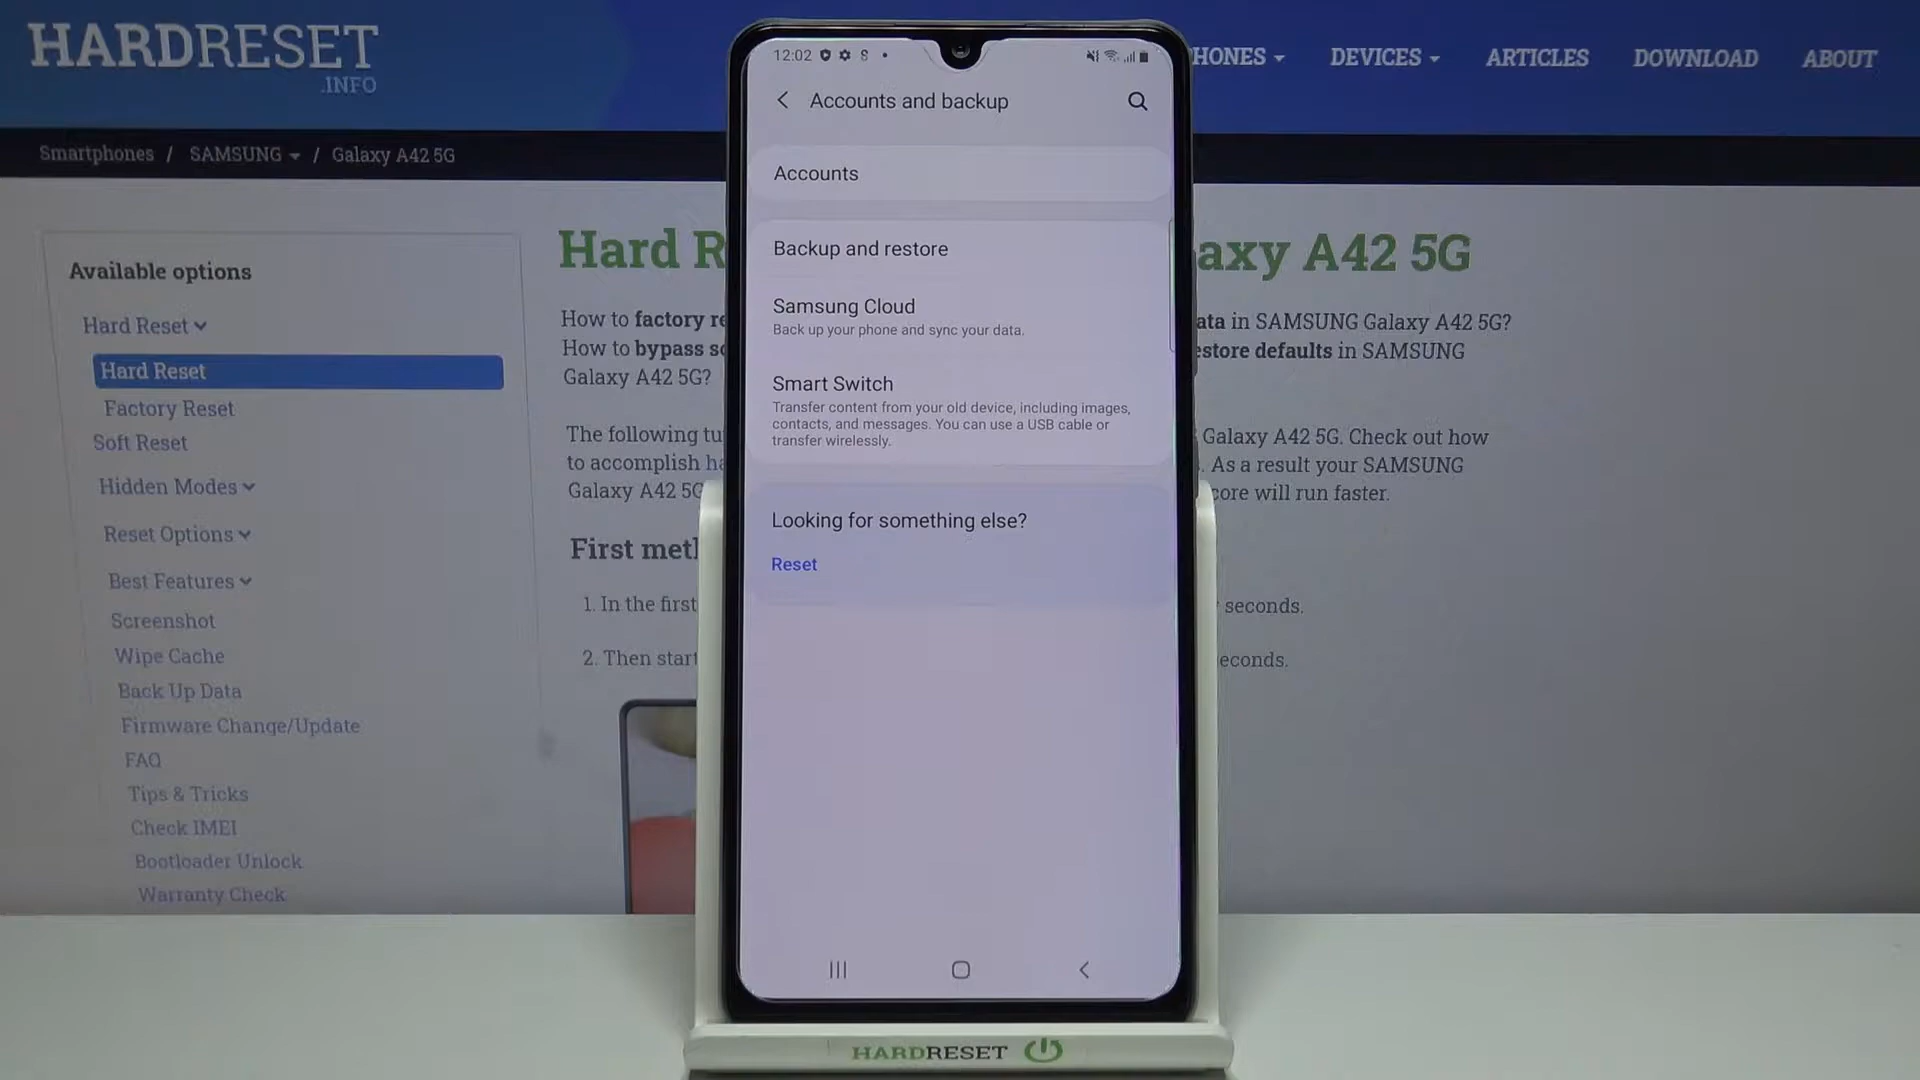 HARDRESET
.INFO
HONES
DEVICES
ARTICLES
DOWNLOAD
ABOUT
Smartphones / SAMSUNG / Galaxy A42 5G
Available options
Hard Reset
Hard Reset
Factory Reset
Soft Reset
Hidden Modes
Reset Options
Best Features
Screenshot
Wipe Cache
Back Up Data
Firmware Change/Update
FAQ
Tips & Tricks
Check IMEI
Bootloader Unlock
Warranty Check
Hard R
axy A42 5G
How to factory re
ata in SAMSUNG Galaxy A42 5G?
How to bypass sc
estore defaults in SAMSUNG
Galaxy A42 5G?
The following tu
Galaxy A42 5G. Check out how
to accomplish ha
. As a result your SAMSUNG
Galaxy A42 5G
core will run faster.
First met
1. In the first
seconds.
2. Then start
econds.
12:02
Accounts and backup
Accounts
Backup and restore
Samsung Cloud
Back up your phone and sync your data.
Smart Switch
Transfer content from your old device, including images,
contacts, and messages. You can use a USB cable or
transfer wirelessly.
Looking for something else?
Reset
HARDRESET